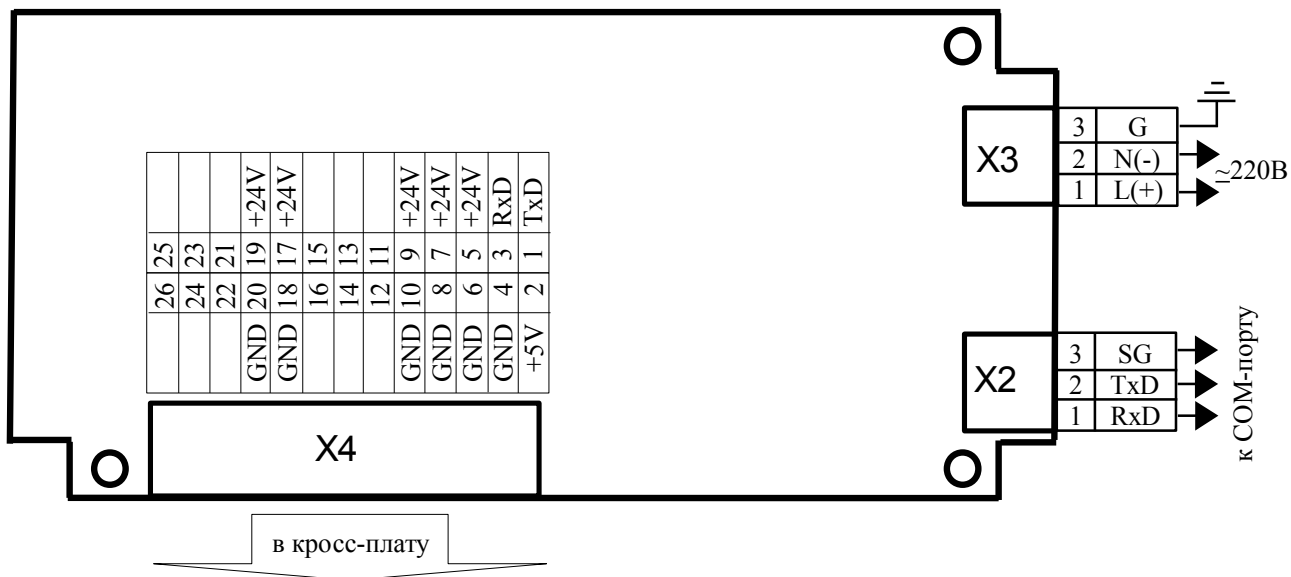 X3
3 G
2 N(-)
1 L(+)
≂220В
+24V +24V +24V +24V +24V RxD TxD
25 23 21 19 17 15 13 11 9 7 5 3 1
26 24 22 20 18 16 14 12 10 8 6 4 2
GND GND GND GND GND GND +5V
X2
3 SG
2 TxD
1 RxD
к COM-порту
X4
в кросс-плату